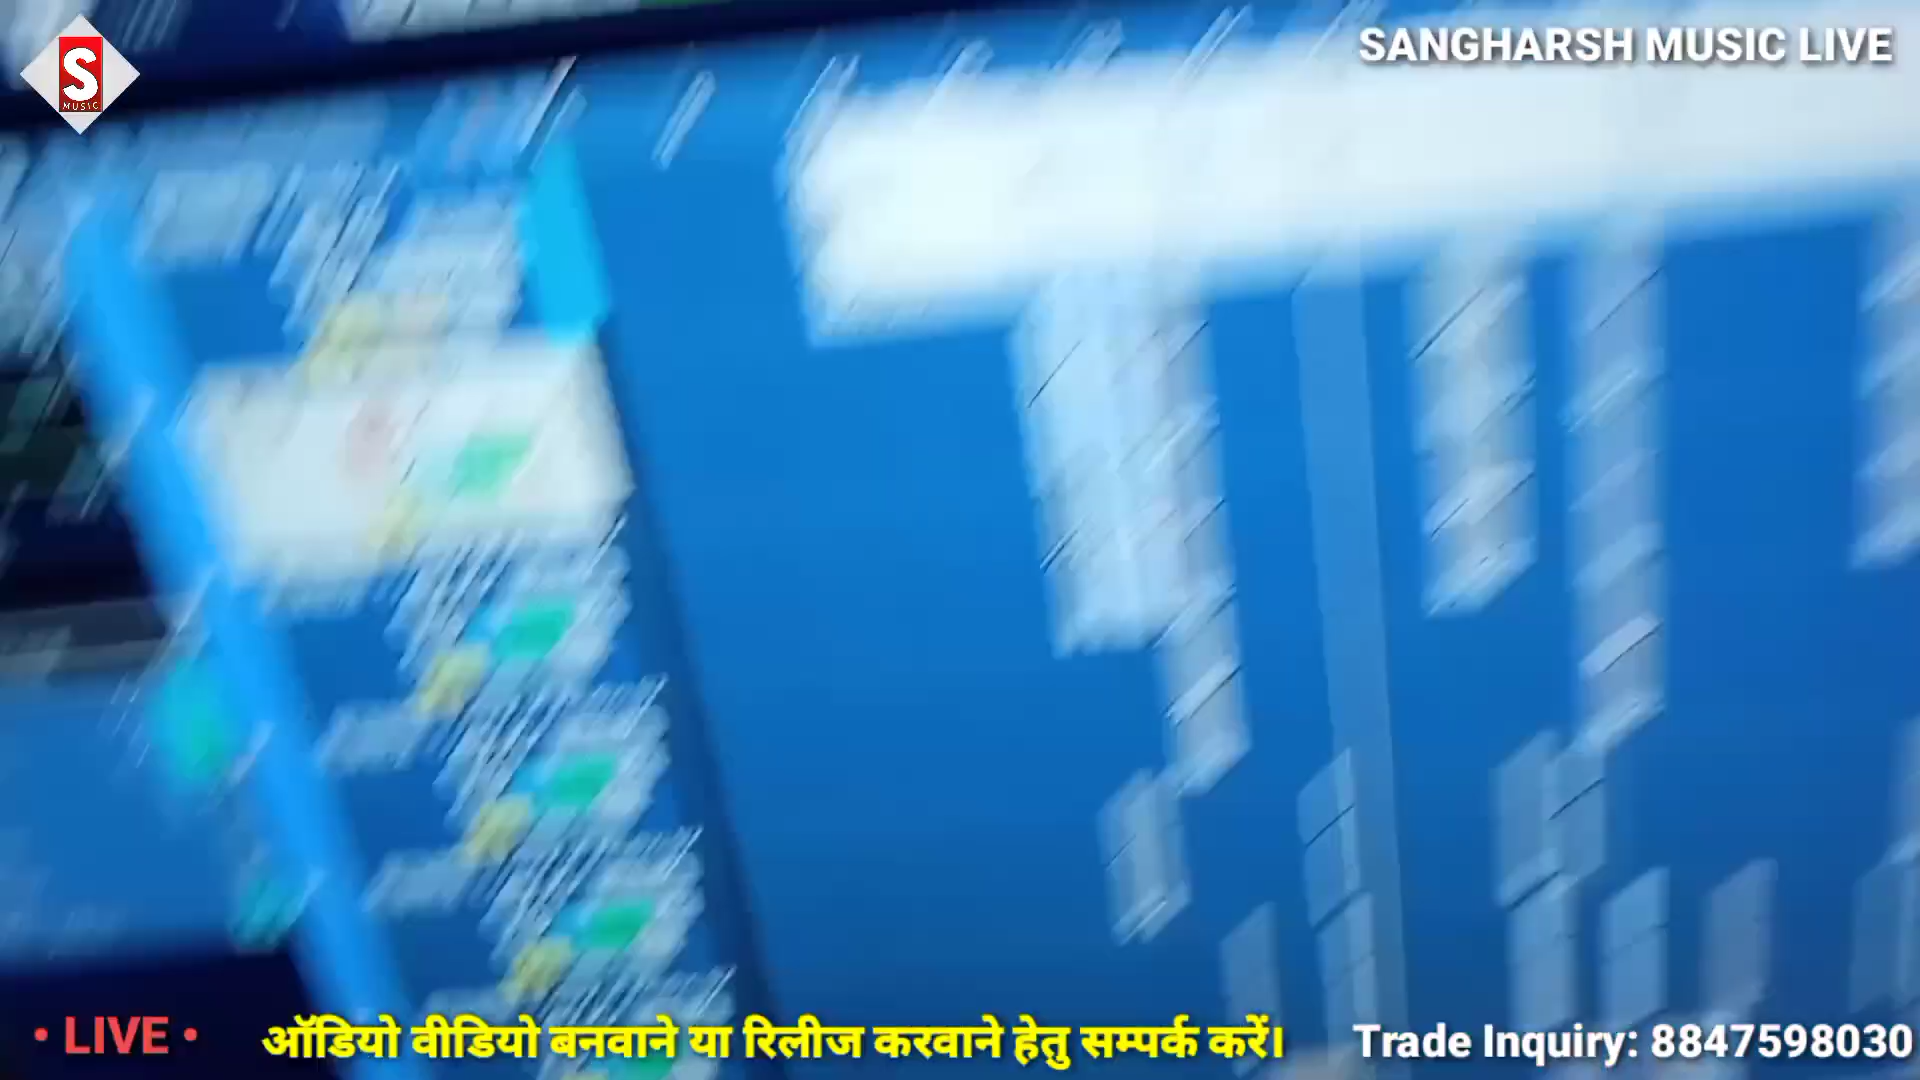 S
MUSIC
SANGHARSH MUSIC LIVE
• LIVE •
ऑडियो वीडियो बनवाने या रिलीज करवाने हेतु सम्पर्क करें।
Trade Inquiry: 8847598030